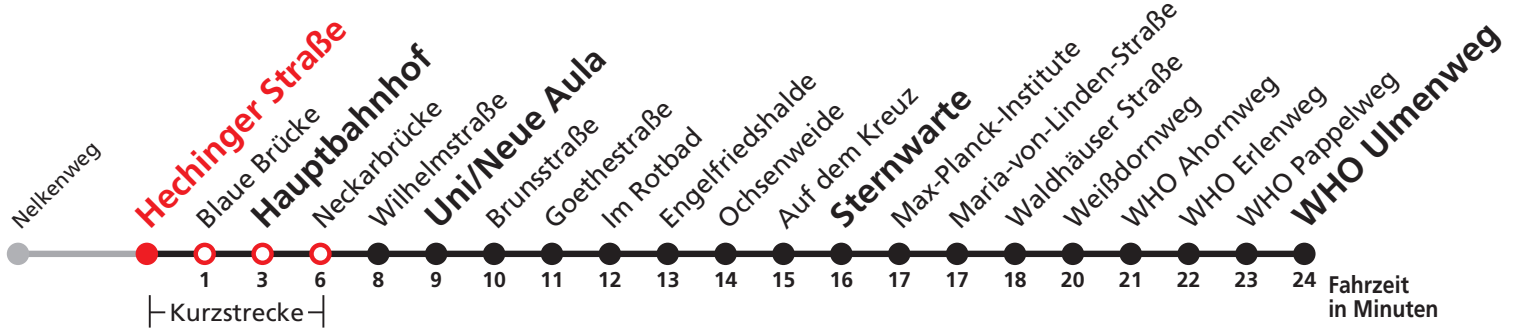 Nelkenweg
Hechinger Straße
Blaue Brücke
Hauptbahnhof
Neckarbrücke
Wilhelmstraße
Uni/Neue Aula
Brunsstraße
Goethestraße
Im Rotbad
Engelfriedshalde
Ochsenweide
Auf dem Kreuz
Sternwarte
Max-Planck-Institute
Maria-von-Linden-Straße
Waldhäuser Straße
Weißdornweg
WHO Ahornweg
WHO Erlenweg
WHO Pappelweg
WHO Ulmenweg
1 3 6 8 9 10 11 12 13 14 15 16 17 17 18 20 21 22 23 24
Fahrzeit
in Minuten
Kurzstrecke